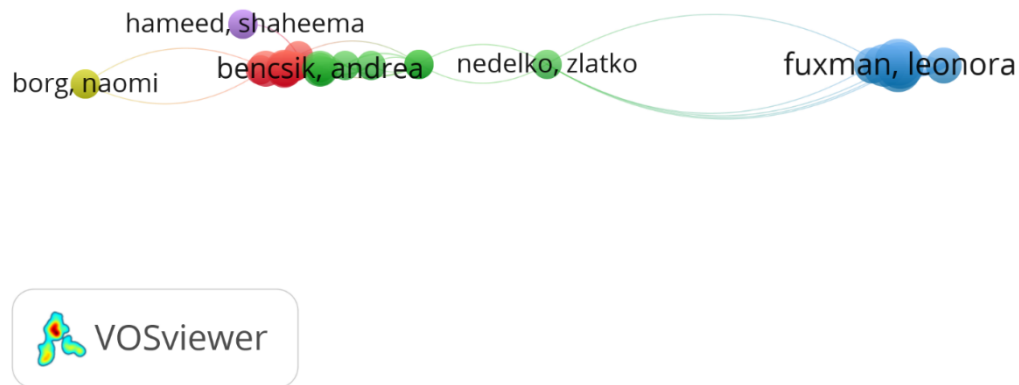 hameed, shaheema
borg, naomi
bencsik, andrea
nedelko, zlatko
fuxman, leonora
VOSviewer